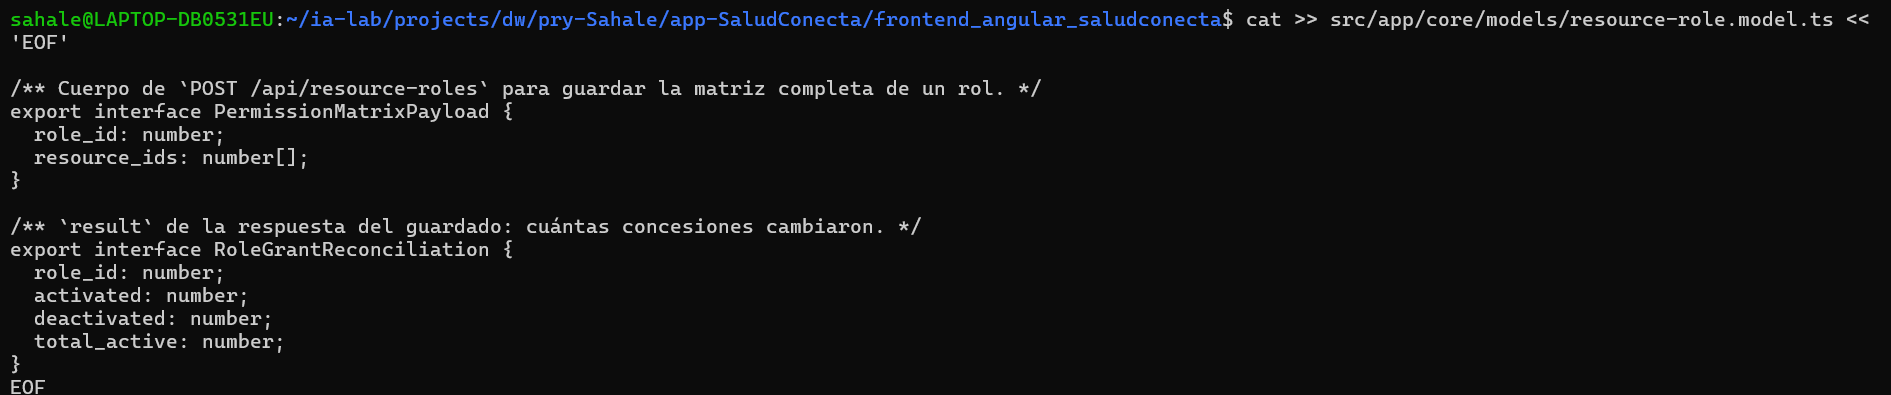 sahale@LAPTOP-DB0531EU:~/ia-lab/projects/dw/pry-Sahale/app-SaludConecta/frontend_angular_saludconecta$ cat >> src/app/core/models/resource-role.model.ts <<
'EOF'

/** Cuerpo de `POST /api/resource-roles` para guardar la matriz completa de un rol. */
export interface PermissionMatrixPayload {
  role_id: number;
  resource_ids: number[];
}

/** `result` de la respuesta del guardado: cuántas concesiones cambiaron. */
export interface RoleGrantReconciliation {
  role_id: number;
  activated: number;
  deactivated: number;
  total_active: number;
}
EOF